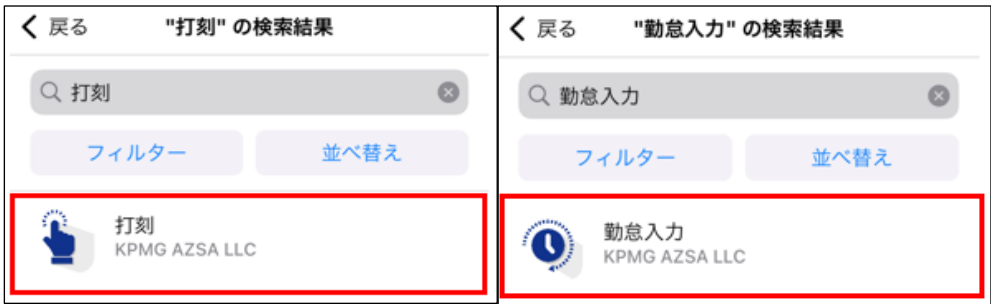 戻る
"打刻" の検索結果
打刻
フィルター
並べ替え
打刻
KPMG AZSA LLC
戻る
"勤怠入力" の検索結果
勤怠入力
フィルター
並べ替え
勤怠入力
KPMG AZSA LLC